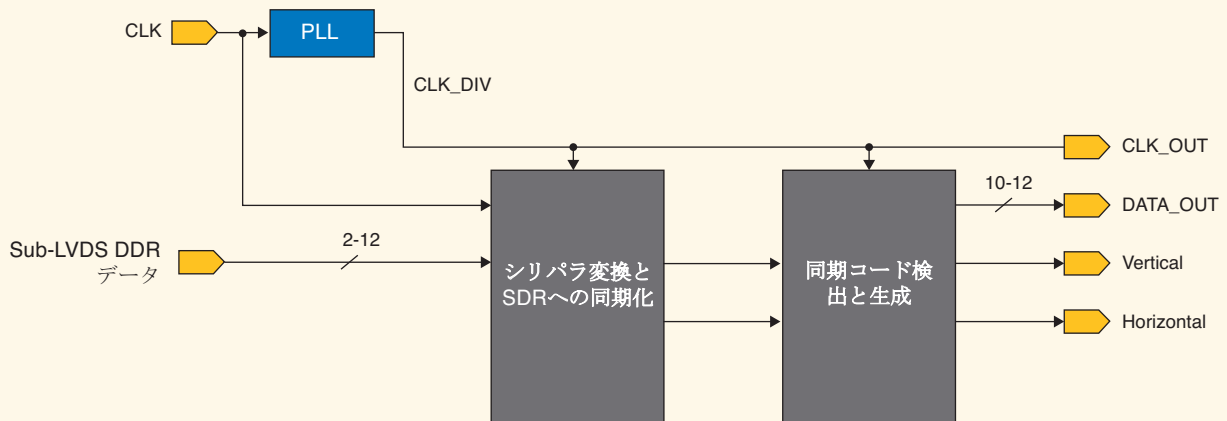 CLK
PLL
CLK_DIV
CLK_OUT
10-12
DATA_OUT
Sub-LVDS DDR
データ
2-12
シリパラ変換と
SDRへの同期化
同期コード検
出と生成
Vertical
Horizontal